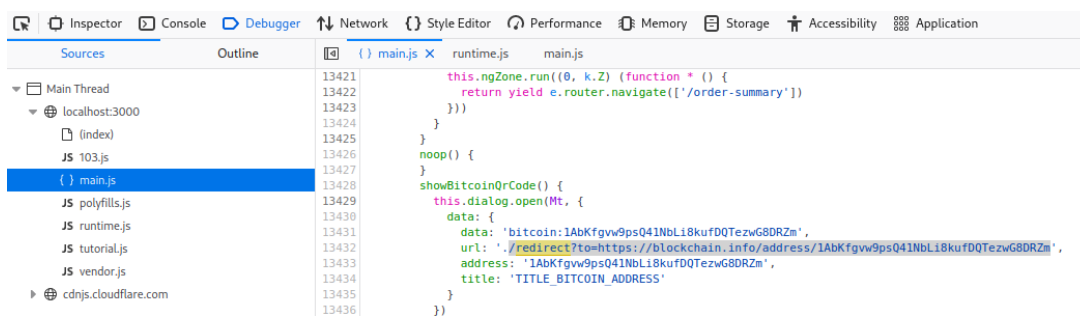 Inspector Console Debugger Network {} Style Editor Performance Memory Storage Accessibility Application
Sources Outline {} main.js × runtime.js main.js
Main Thread
localhost:3000
(index)
JS 103.js
{} main.js
JS polyfills.js
JS runtime.js
JS tutorial.js
JS vendor.js
cdnjs.cloudflare.com
13421 this.ngZone.run((0, k.Z) (function * () {
13422 return yield e.router.navigate(['/order-summary'])
13423 }))
13424 }
13425 }
13426 noop() {
13427 }
13428 showBitcoinQrCode() {
13429 this.dialog.open(Mt, {
13430 data: {
13431 data: 'bitcoin:1AbKfgvw9psQ41NbLi8kufDQTezwG8DRZm',
13432 url: './redirect?to=https://blockchain.info/address/1AbKfgvw9psQ41NbLi8kufDQTezwG8DRZm',
13433 address: '1AbKfgvw9psQ41NbLi8kufDQTezwG8DRZm',
13434 title: 'TITLE_BITCOIN_ADDRESS'
13435 }
13436 })